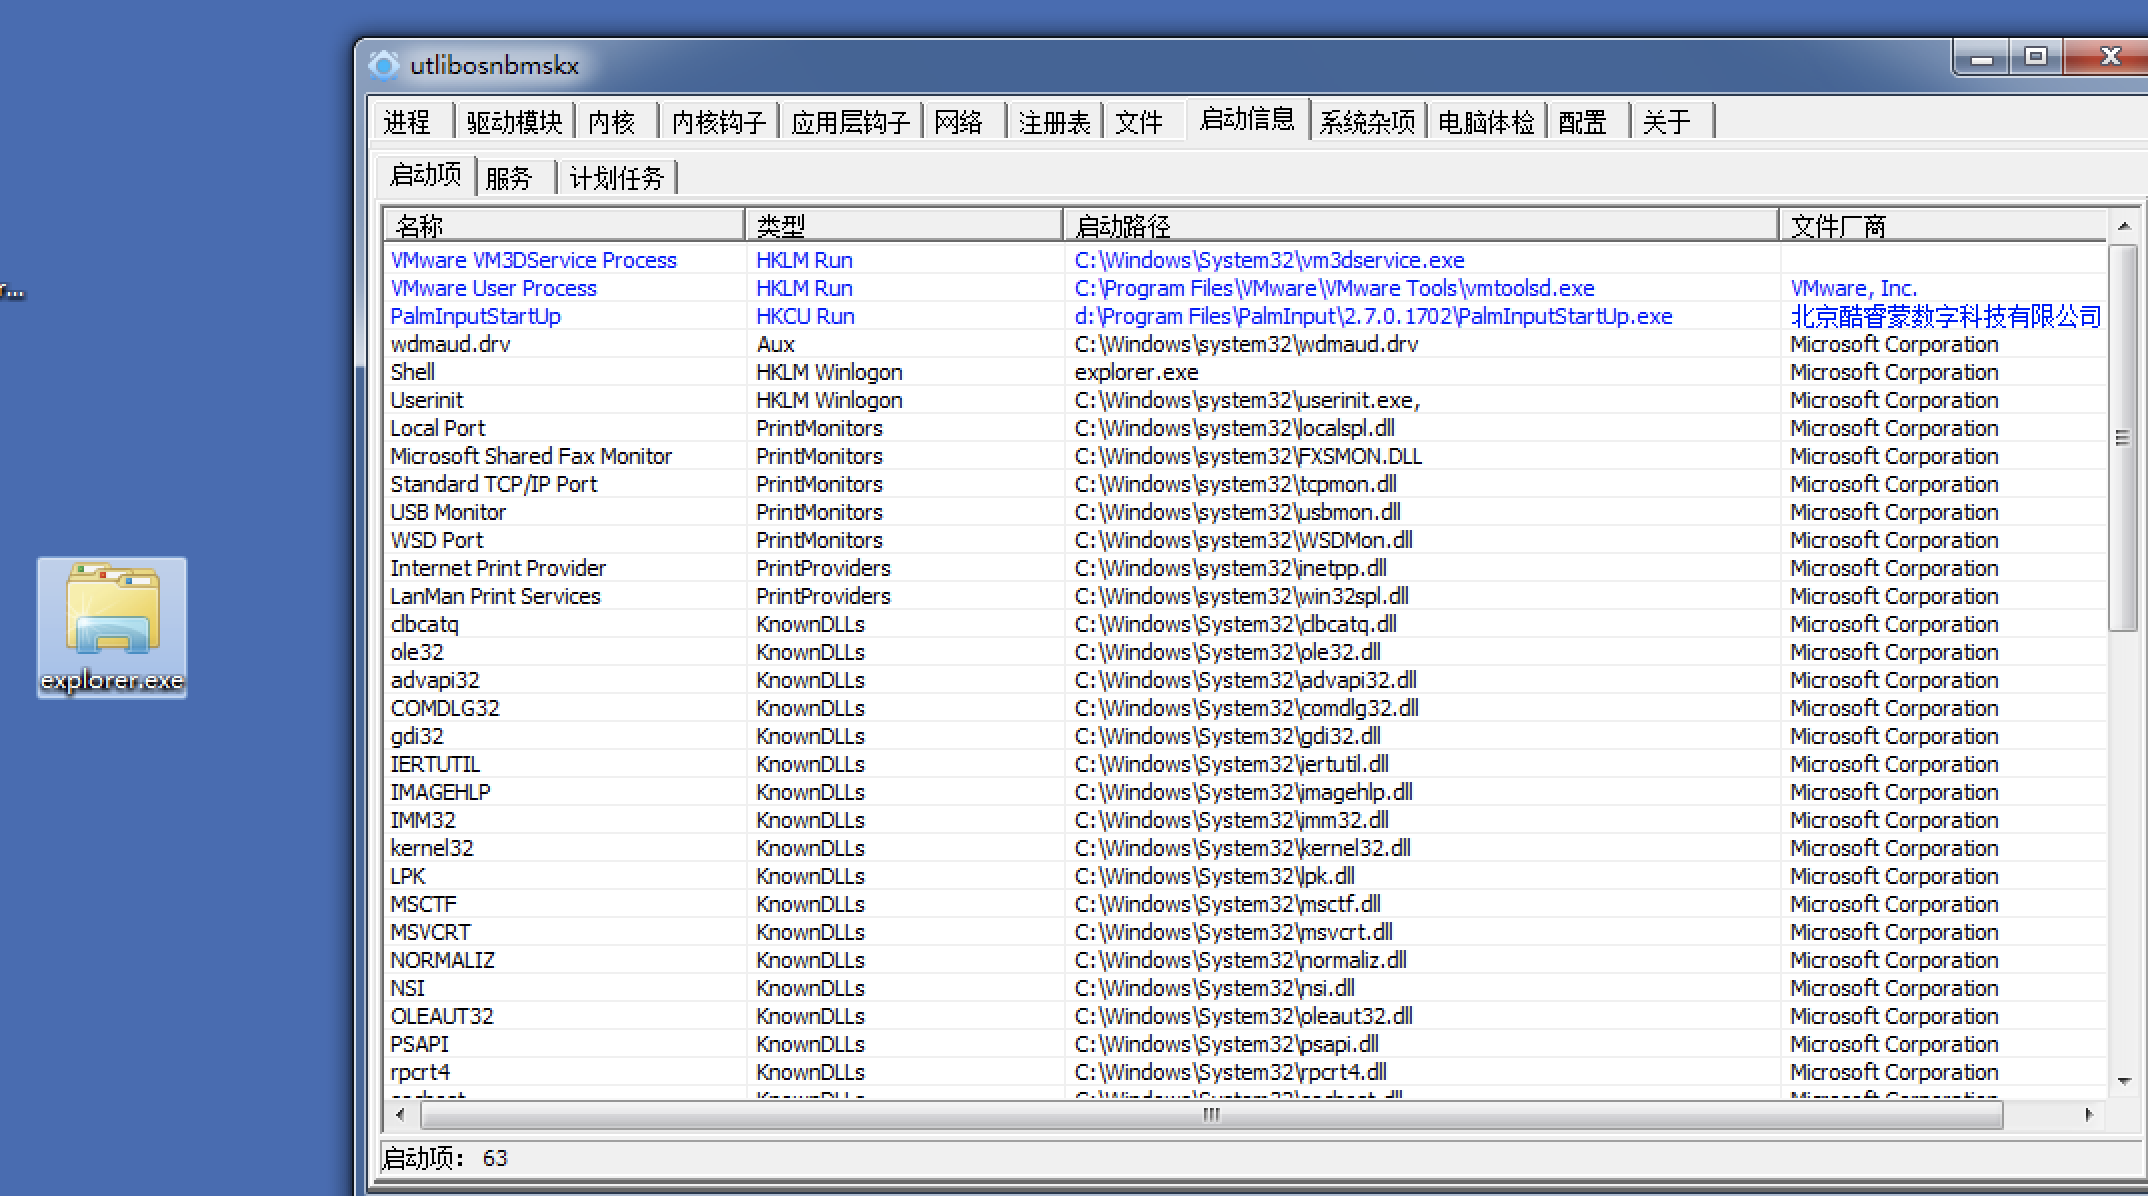 utlibosnbmskx
进程 驱动模块 内核 内核钩子 应用层钩子 网络 注册表 文件 启动信息 系统杂项 电脑体检 配置 关于
启动项 服务 计划任务
名称 类型 启动路径 文件厂商
VMware VM3DService Process HKLM Run C:\Windows\System32\vm3dservice.exe
VMware User Process HKLM Run C:\Program Files\VMware\VMware Tools\vmtoolsd.exe VMware, Inc.
PalmInputStartUp HKCU Run d:\Program Files\PalmInput\2.7.0.1702\PalmInputStartUp.exe 北京酷睿蒙数字科技有限公司
wdmaud.drv Aux C:\Windows\system32\wdmaud.drv Microsoft Corporation
Shell HKLM Winlogon explorer.exe Microsoft Corporation
Userinit HKLM Winlogon C:\Windows\system32\userinit.exe, Microsoft Corporation
Local Port PrintMonitors C:\Windows\system32\localspl.dll Microsoft Corporation
Microsoft Shared Fax Monitor PrintMonitors C:\Windows\system32\FXSMON.DLL Microsoft Corporation
Standard TCP/IP Port PrintMonitors C:\Windows\system32\tcpmon.dll Microsoft Corporation
USB Monitor PrintMonitors C:\Windows\system32\usbmon.dll Microsoft Corporation
WSD Port PrintMonitors C:\Windows\system32\WSDMon.dll Microsoft Corporation
Internet Print Provider PrintProviders C:\Windows\system32\inetpp.dll Microsoft Corporation
LanMan Print Services PrintProviders C:\Windows\system32\win32spl.dll Microsoft Corporation
clbcatq KnownDLLs C:\Windows\System32\clbcatq.dll Microsoft Corporation
ole32 KnownDLLs C:\Windows\System32\ole32.dll Microsoft Corporation
advapi32 KnownDLLs C:\Windows\System32\advapi32.dll Microsoft Corporation
COMDLG32 KnownDLLs C:\Windows\System32\comdlg32.dll Microsoft Corporation
gdi32 KnownDLLs C:\Windows\System32\gdi32.dll Microsoft Corporation
IERTUTIL KnownDLLs C:\Windows\System32\iertutil.dll Microsoft Corporation
IMAGEHLP KnownDLLs C:\Windows\System32\imagehlp.dll Microsoft Corporation
IMM32 KnownDLLs C:\Windows\System32\imm32.dll Microsoft Corporation
kernel32 KnownDLLs C:\Windows\System32\kernel32.dll Microsoft Corporation
LPK KnownDLLs C:\Windows\System32\lpk.dll Microsoft Corporation
MSCTF KnownDLLs C:\Windows\System32\msctf.dll Microsoft Corporation
MSVCRT KnownDLLs C:\Windows\System32\msvcrt.dll Microsoft Corporation
NORMALIZ KnownDLLs C:\Windows\System32\normaliz.dll Microsoft Corporation
NSI KnownDLLs C:\Windows\System32\nsi.dll Microsoft Corporation
OLEAUT32 KnownDLLs C:\Windows\System32\oleaut32.dll Microsoft Corporation
PSAPI KnownDLLs C:\Windows\System32\psapi.dll Microsoft Corporation
rpcrt4 KnownDLLs C:\Windows\System32\rpcrt4.dll Microsoft Corporation
启动项： 63
r...
explorer.exe